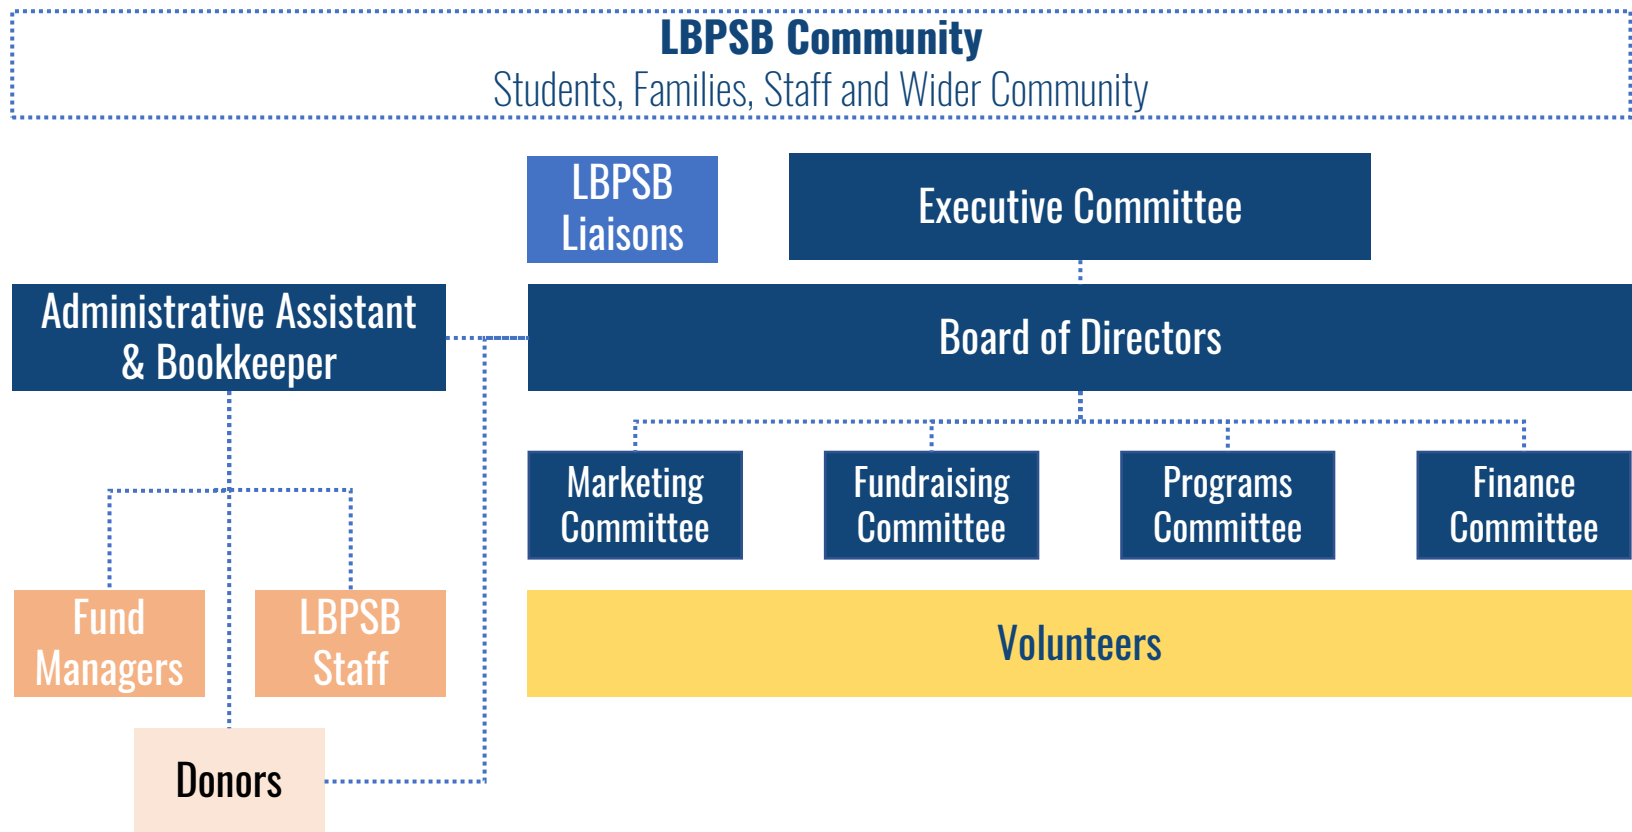 LBPSB Community
Students, Families, Staff and Wider Community
LBPSB
Liaisons
Executive Committee
Administrative Assistant
& Bookkeeper
Board of Directors
Marketing
Committee
Fundraising
Committee
Programs
Committee
Finance
Committee
Fund
Managers
LBPSB
Staff
Volunteers
Donors